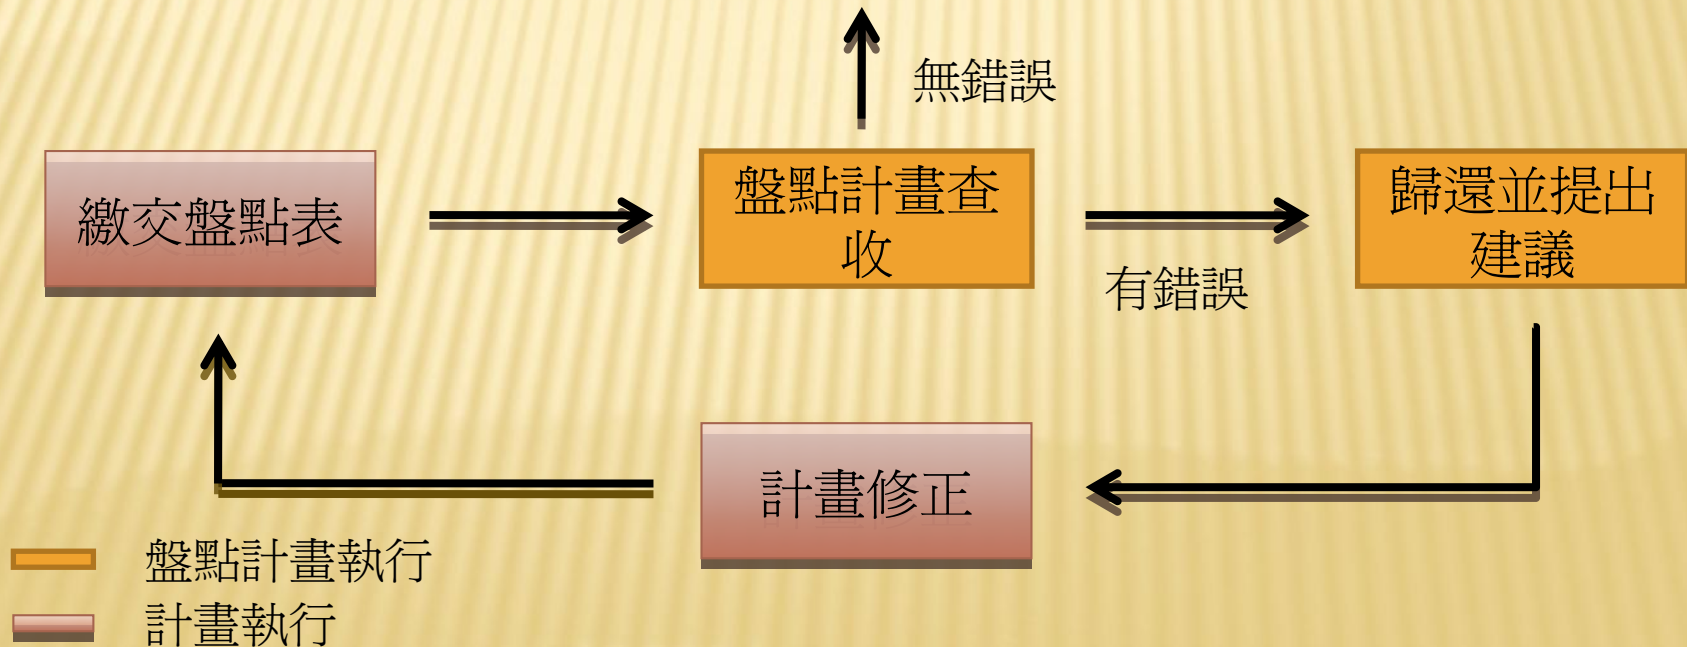 無錯誤
繳交盤點表
盤點計畫查
收
歸還並提出
建議
有錯誤
計畫修正
盤點計畫執行
計畫執行